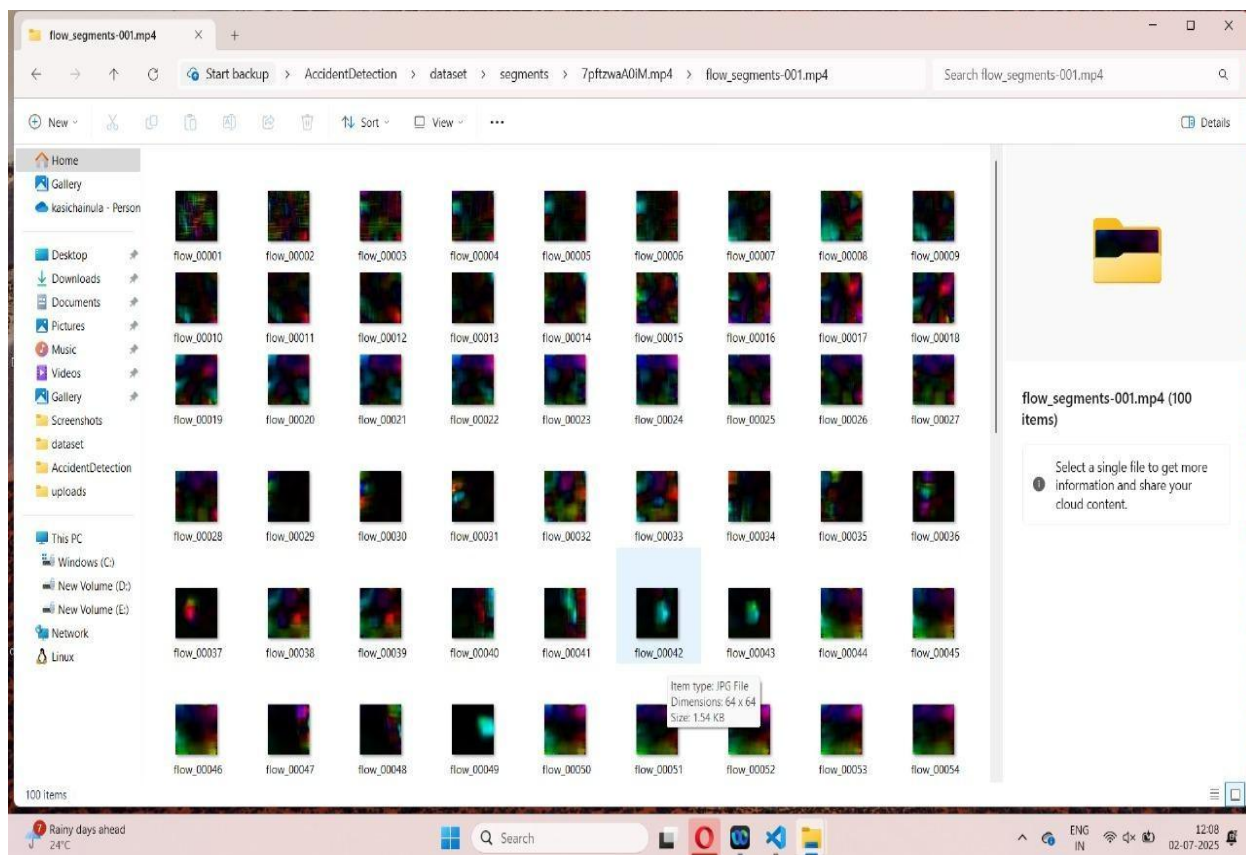 flow_segments-001.mp4
Start backup > AccidentDetection > dataset > segments > 7pftzwaA0iM.mp4 > flow_segments-001.mp4
Search flow_segments-001.mp4
New
Sort
View
Details
Home
Gallery
kasichainula - Person
Desktop
Downloads
Documents
Pictures
Music
Videos
Gallery
Screenshots
dataset
AccidentDetection
uploads
This PC
Windows (C:)
New Volume (D:)
New Volume (E:)
Network
Linux
flow_00001 flow_00002 flow_00003 flow_00004 flow_00005 flow_00006 flow_00007 flow_00008 flow_00009
flow_00010 flow_00011 flow_00012 flow_00013 flow_00014 flow_00015 flow_00016 flow_00017 flow_00018
flow_00019 flow_00020 flow_00021 flow_00022 flow_00023 flow_00024 flow_00025 flow_00026 flow_00027
flow_00028 flow_00029 flow_00030 flow_00031 flow_00032 flow_00033 flow_00034 flow_00035 flow_00036
flow_00037 flow_00038 flow_00039 flow_00040 flow_00041 flow_00042 flow_00043 flow_00044 flow_00045
Item type: JPG File
Dimensions: 64 x 64
Size: 1.54 KB
flow_00046 flow_00047 flow_00048 flow_00049 flow_00050 flow_00051 flow_00052 flow_00053 flow_00054
flow_segments-001.mp4 (100
items)
Select a single file to get more
information and share your
cloud content.
100 items
7
Rainy days ahead
24°C
Search
ENG
IN
12:08
02-07-2025